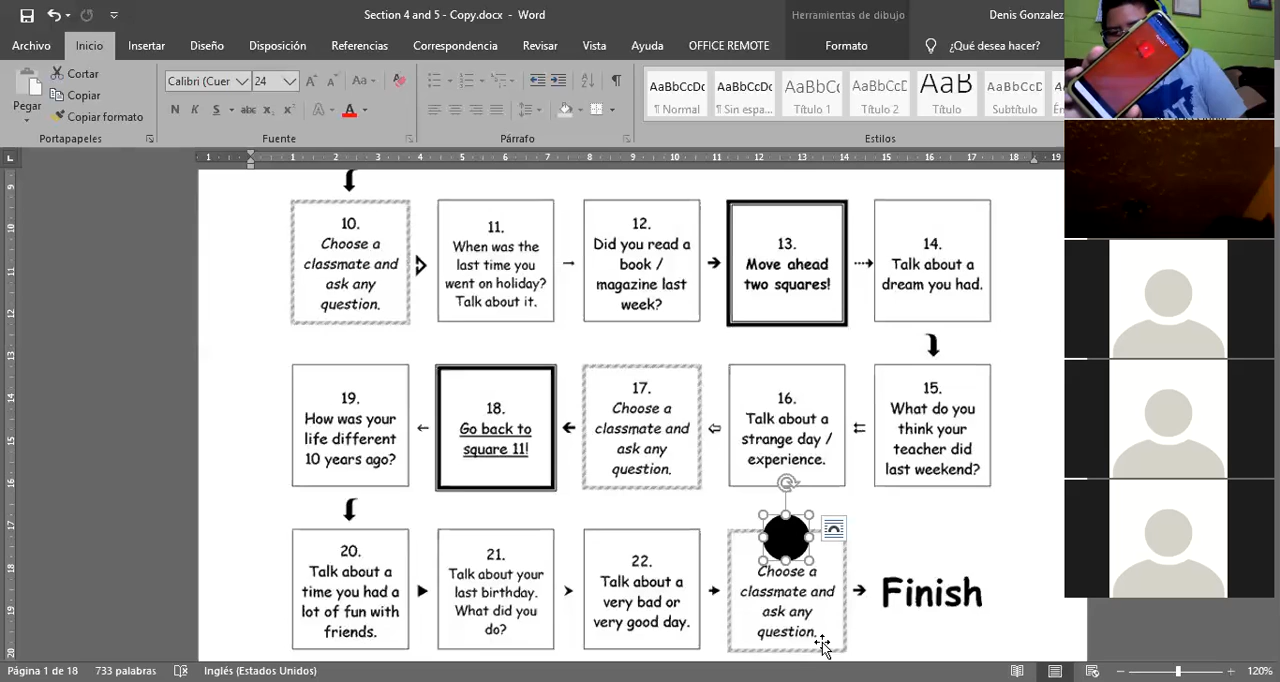 Section 4 and 5 - Copy.docx - Word
Herramientas de dibujo
Denis Gonzalez
Archivo
Inicio
Insertar
Diseño
Disposición
Referencias
Correspondencia
Revisar
Vista
Ayuda
OFFICE REMOTE
Formato
¿Qué desea hacer?
Pegar
Cortar
Copiar
Copiar formato
Portapapeles
Calibri (Cuer
24
Fuente
Párrafo
AaBbCcDc
¶ Normal
AaBbCcDc
¶ Sin espa...
AaBbC
Título 1
AaBbCcC
Título 2
AaB
Título
AaBbCcD
Subtítulo
Estilos
10.
Choose a
classmate and
ask any
question.
11.
When was the
last time you
went on holiday?
Talk about it.
12.
Did you read a
book /
magazine last
week?
13.
Move ahead
two squares!
14.
Talk about a
dream you had.
19.
How was your
life different
10 years ago?
18.
Go back to
square 11!
17.
Choose a
classmate and
ask any
question.
16.
Talk about a
strange day /
experience.
15.
What do you
think your
teacher did
last weekend?
20.
Talk about a
time you had a
lot of fun with
friends.
21.
Talk about your
last birthday.
What did you
do?
22.
Talk about a
very bad or
very good day.
Choose a
classmate and
ask any
question.
Finish
Página 1 de 18
733 palabras
Inglés (Estados Unidos)
120%